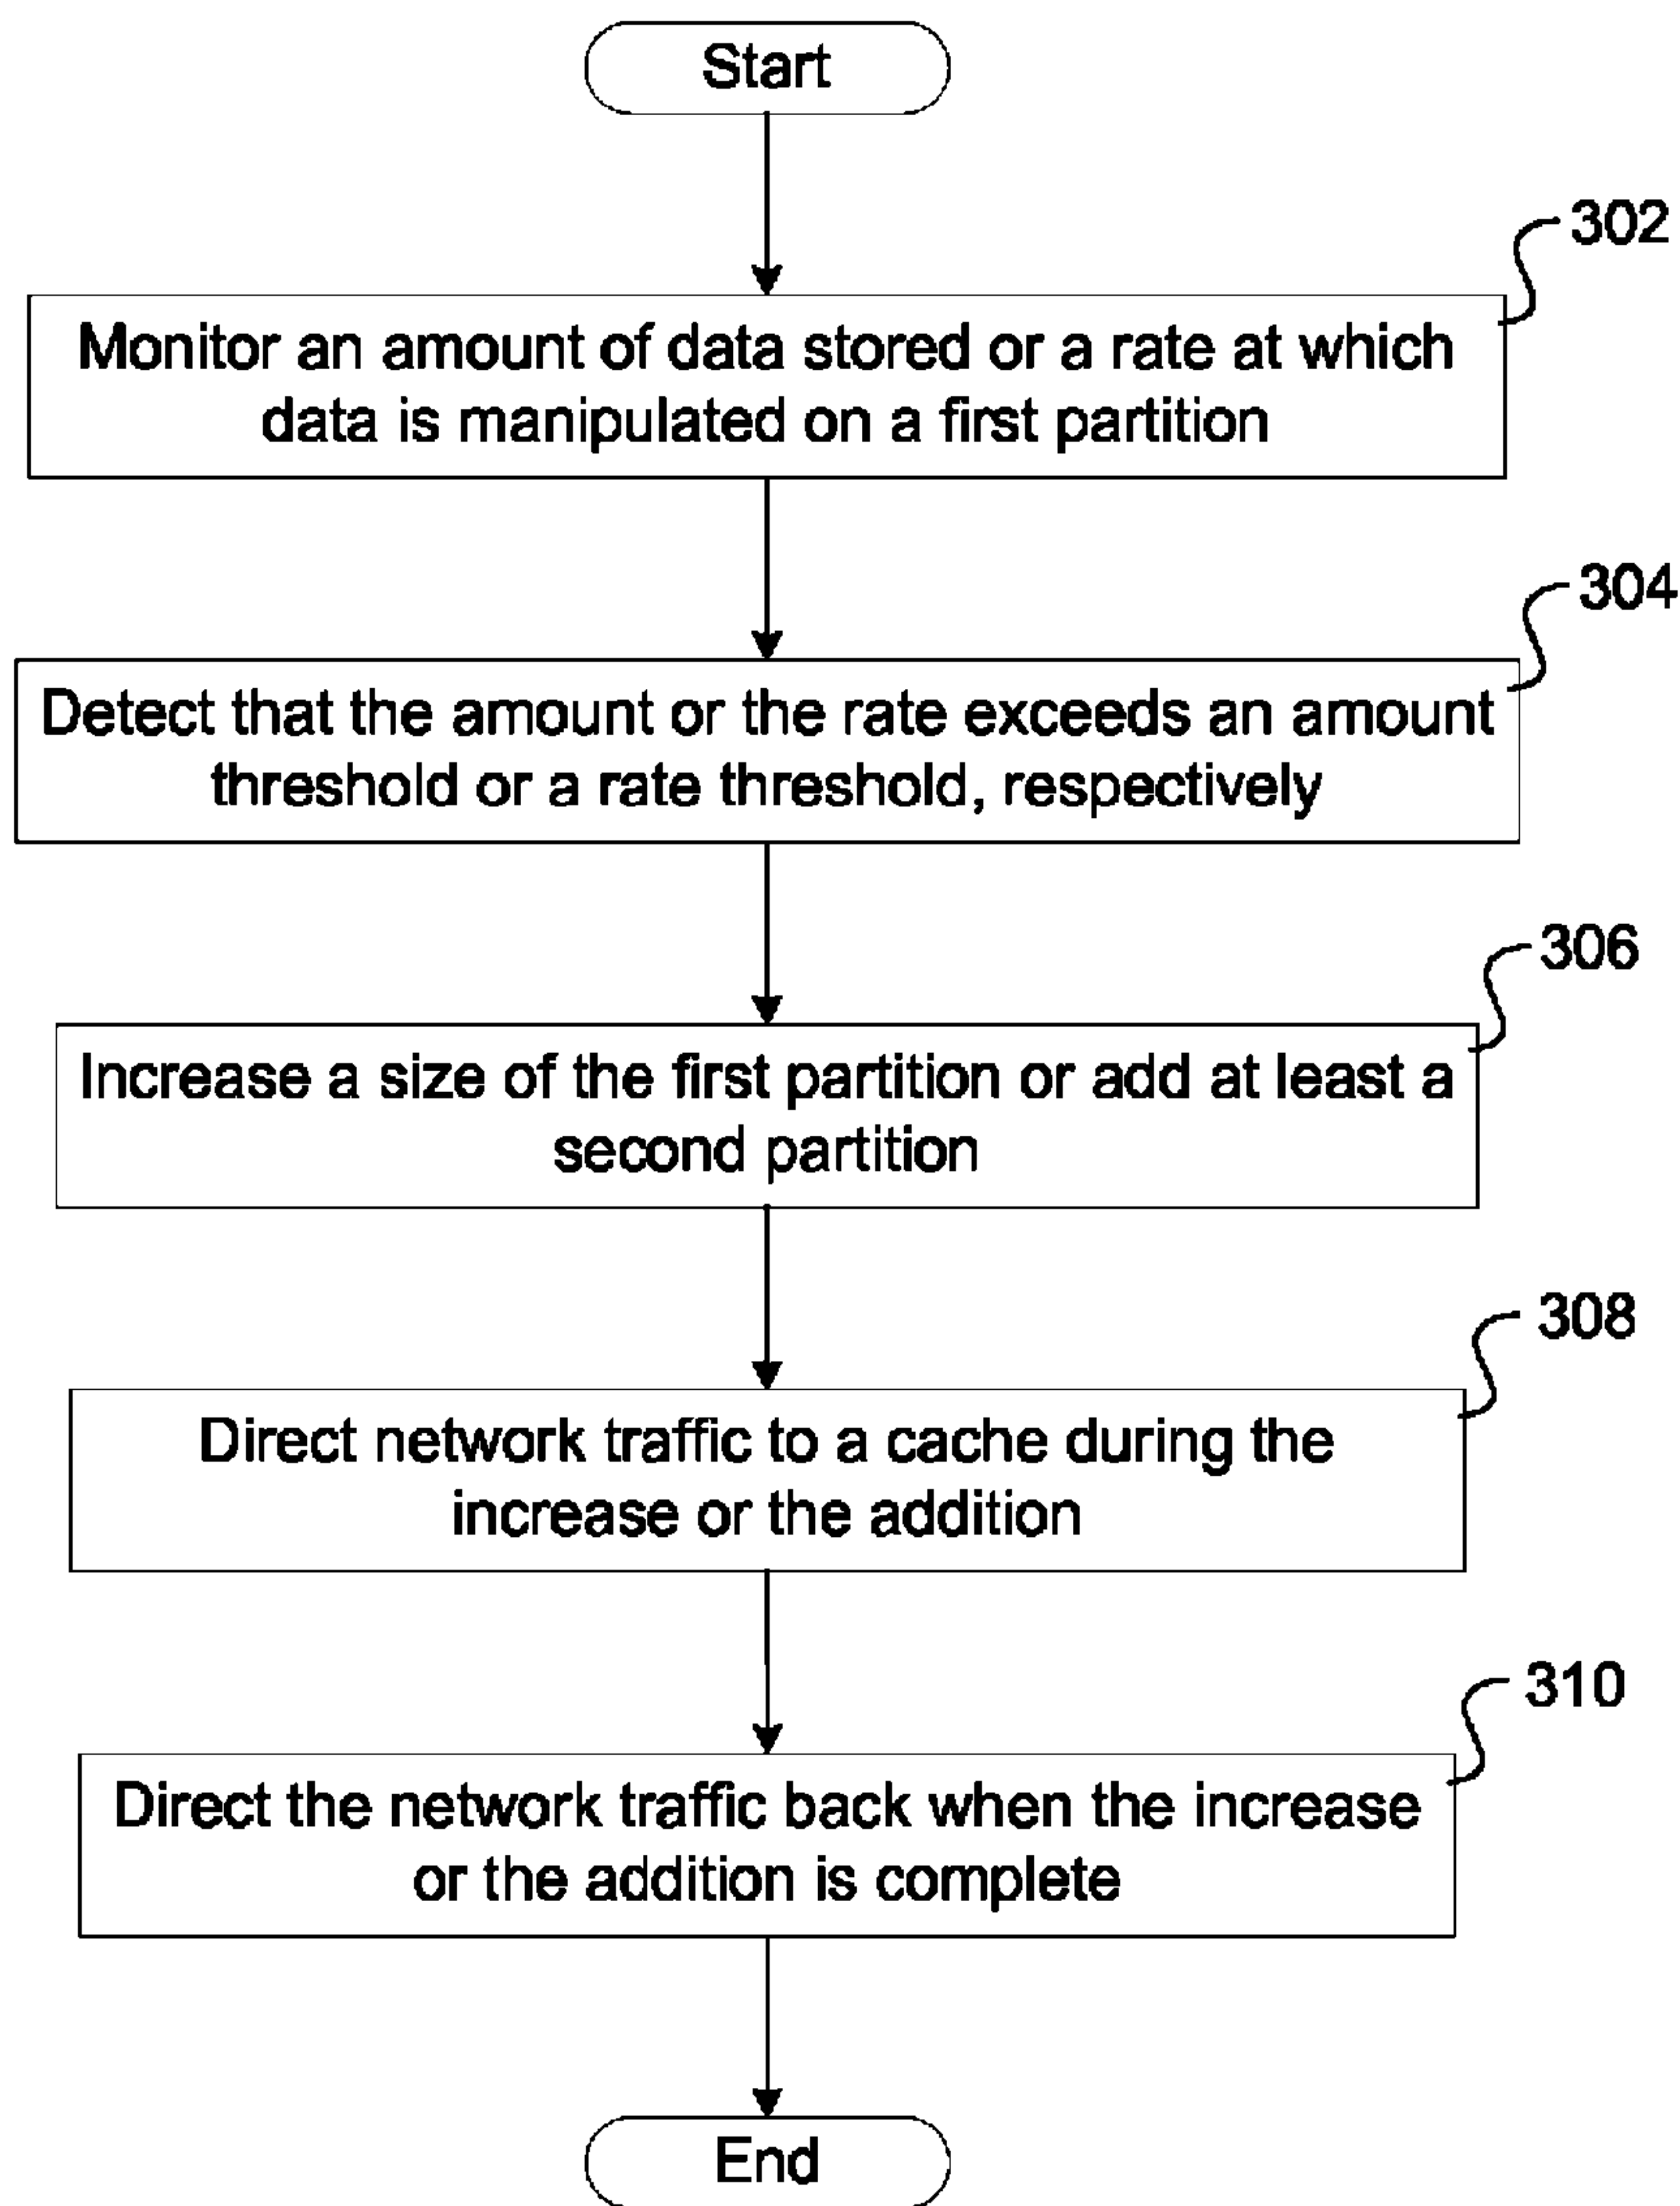 Start
302
Monitor an amount of data stored or a rate at which
data is manipulated on a first partition
304
Detect that the amount or the rate exceeds an amount
threshold or a rate threshold, respectively
306
Increase a size of the first partition or add at least a
second partition
308
Direct network traffic to a cache during the
increase or the addition
310
Direct the network traffic back when the increase
or the addition is complete
End